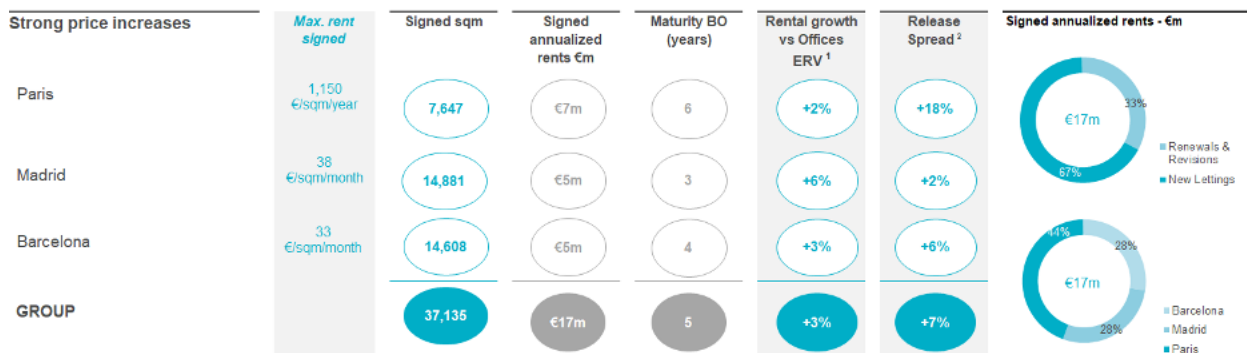 Strong price increases
Max. rent
signed
Signed sqm
Signed
annualized
rents €m
Maturity BO
(years)
Rental growth
vs Offices
ERV 1
Release
Spread 2
Signed annualized rents - €m
Paris
1,150
€/sqm/year
7,647
€7m
6
+2%
+18%
Madrid
38
€/sqm/month
14,881
€5m
3
+6%
+2%
Barcelona
33
€/sqm/month
14,608
€5m
4
+3%
+6%
GROUP
37,135
€17m
5
+3%
+7%
33%
€17m
67%
Renewals &
Revisions
New Lettings
44%
28%
€17m
28%
Barcelona
Madrid
Paris